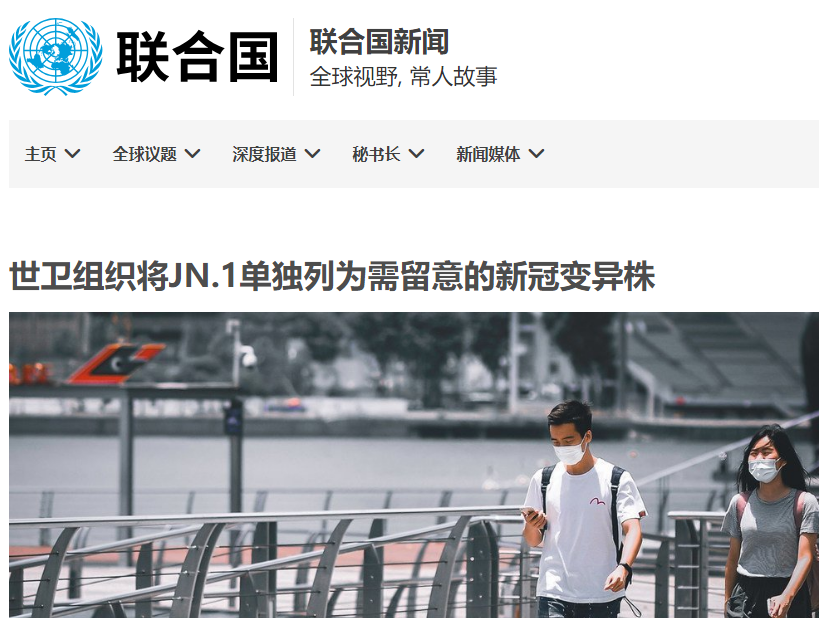 联合国
联合国新闻
全球视野, 常人故事
主页 全球议题 深度报道 秘书长 新闻媒体
世卫组织将JN.1单独列为需留意的新冠变异株